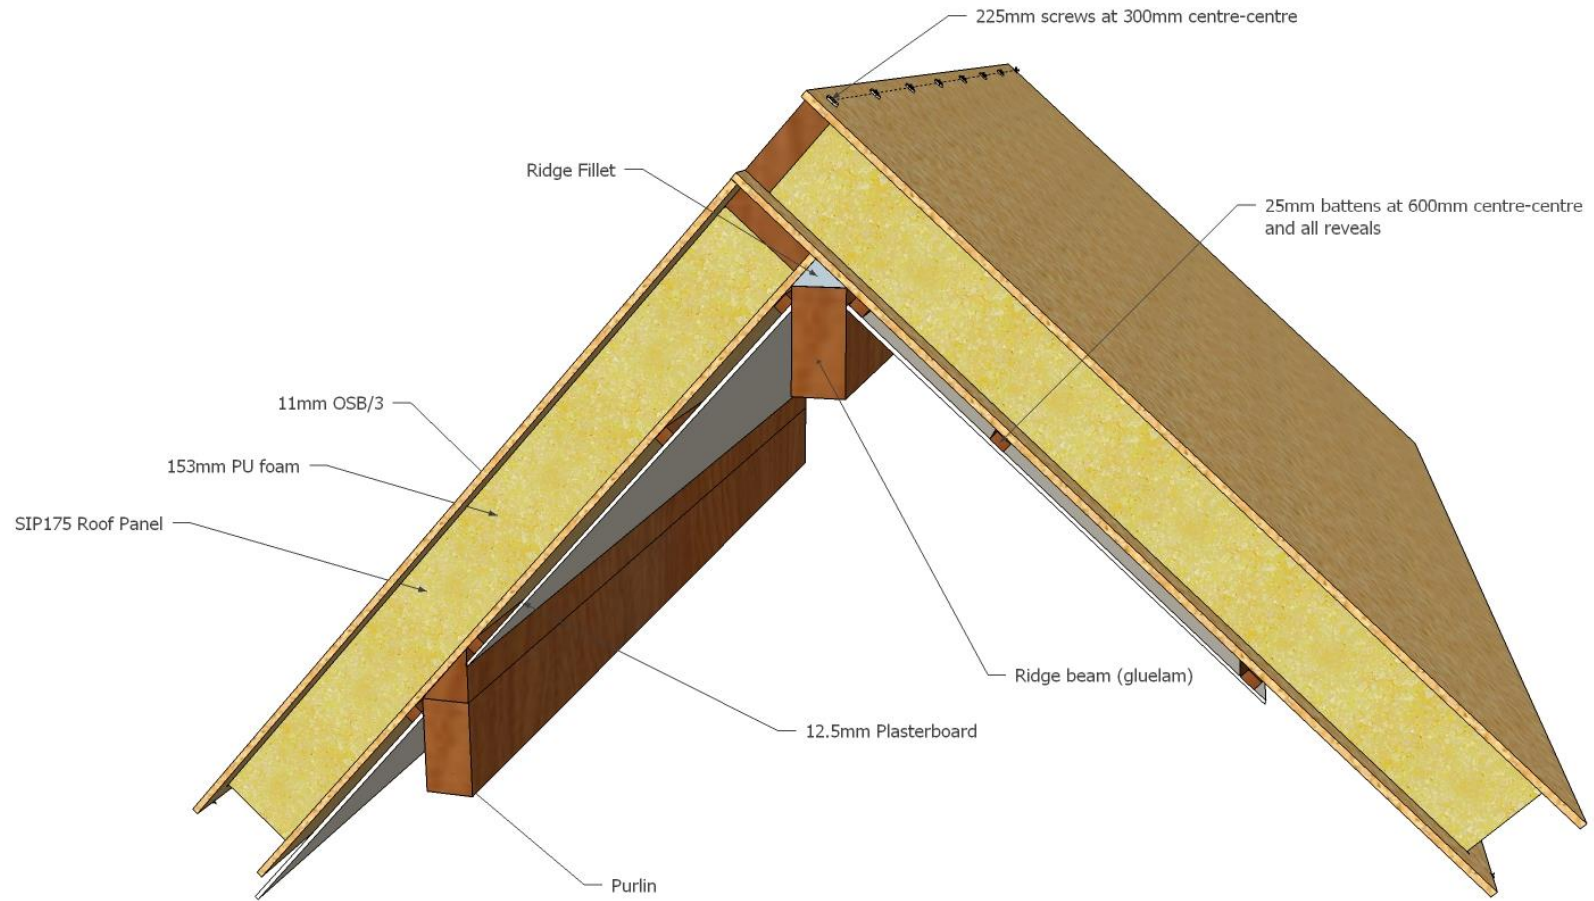 225mm screws at 300mm centre-centre
Ridge Fillet
25mm battens at 600mm centre-centre
and all reveals
11mm OSB/3
153mm PU foam
SIP175 Roof Panel
Ridge beam (gluelam)
12.5mm Plasterboard
Purlin